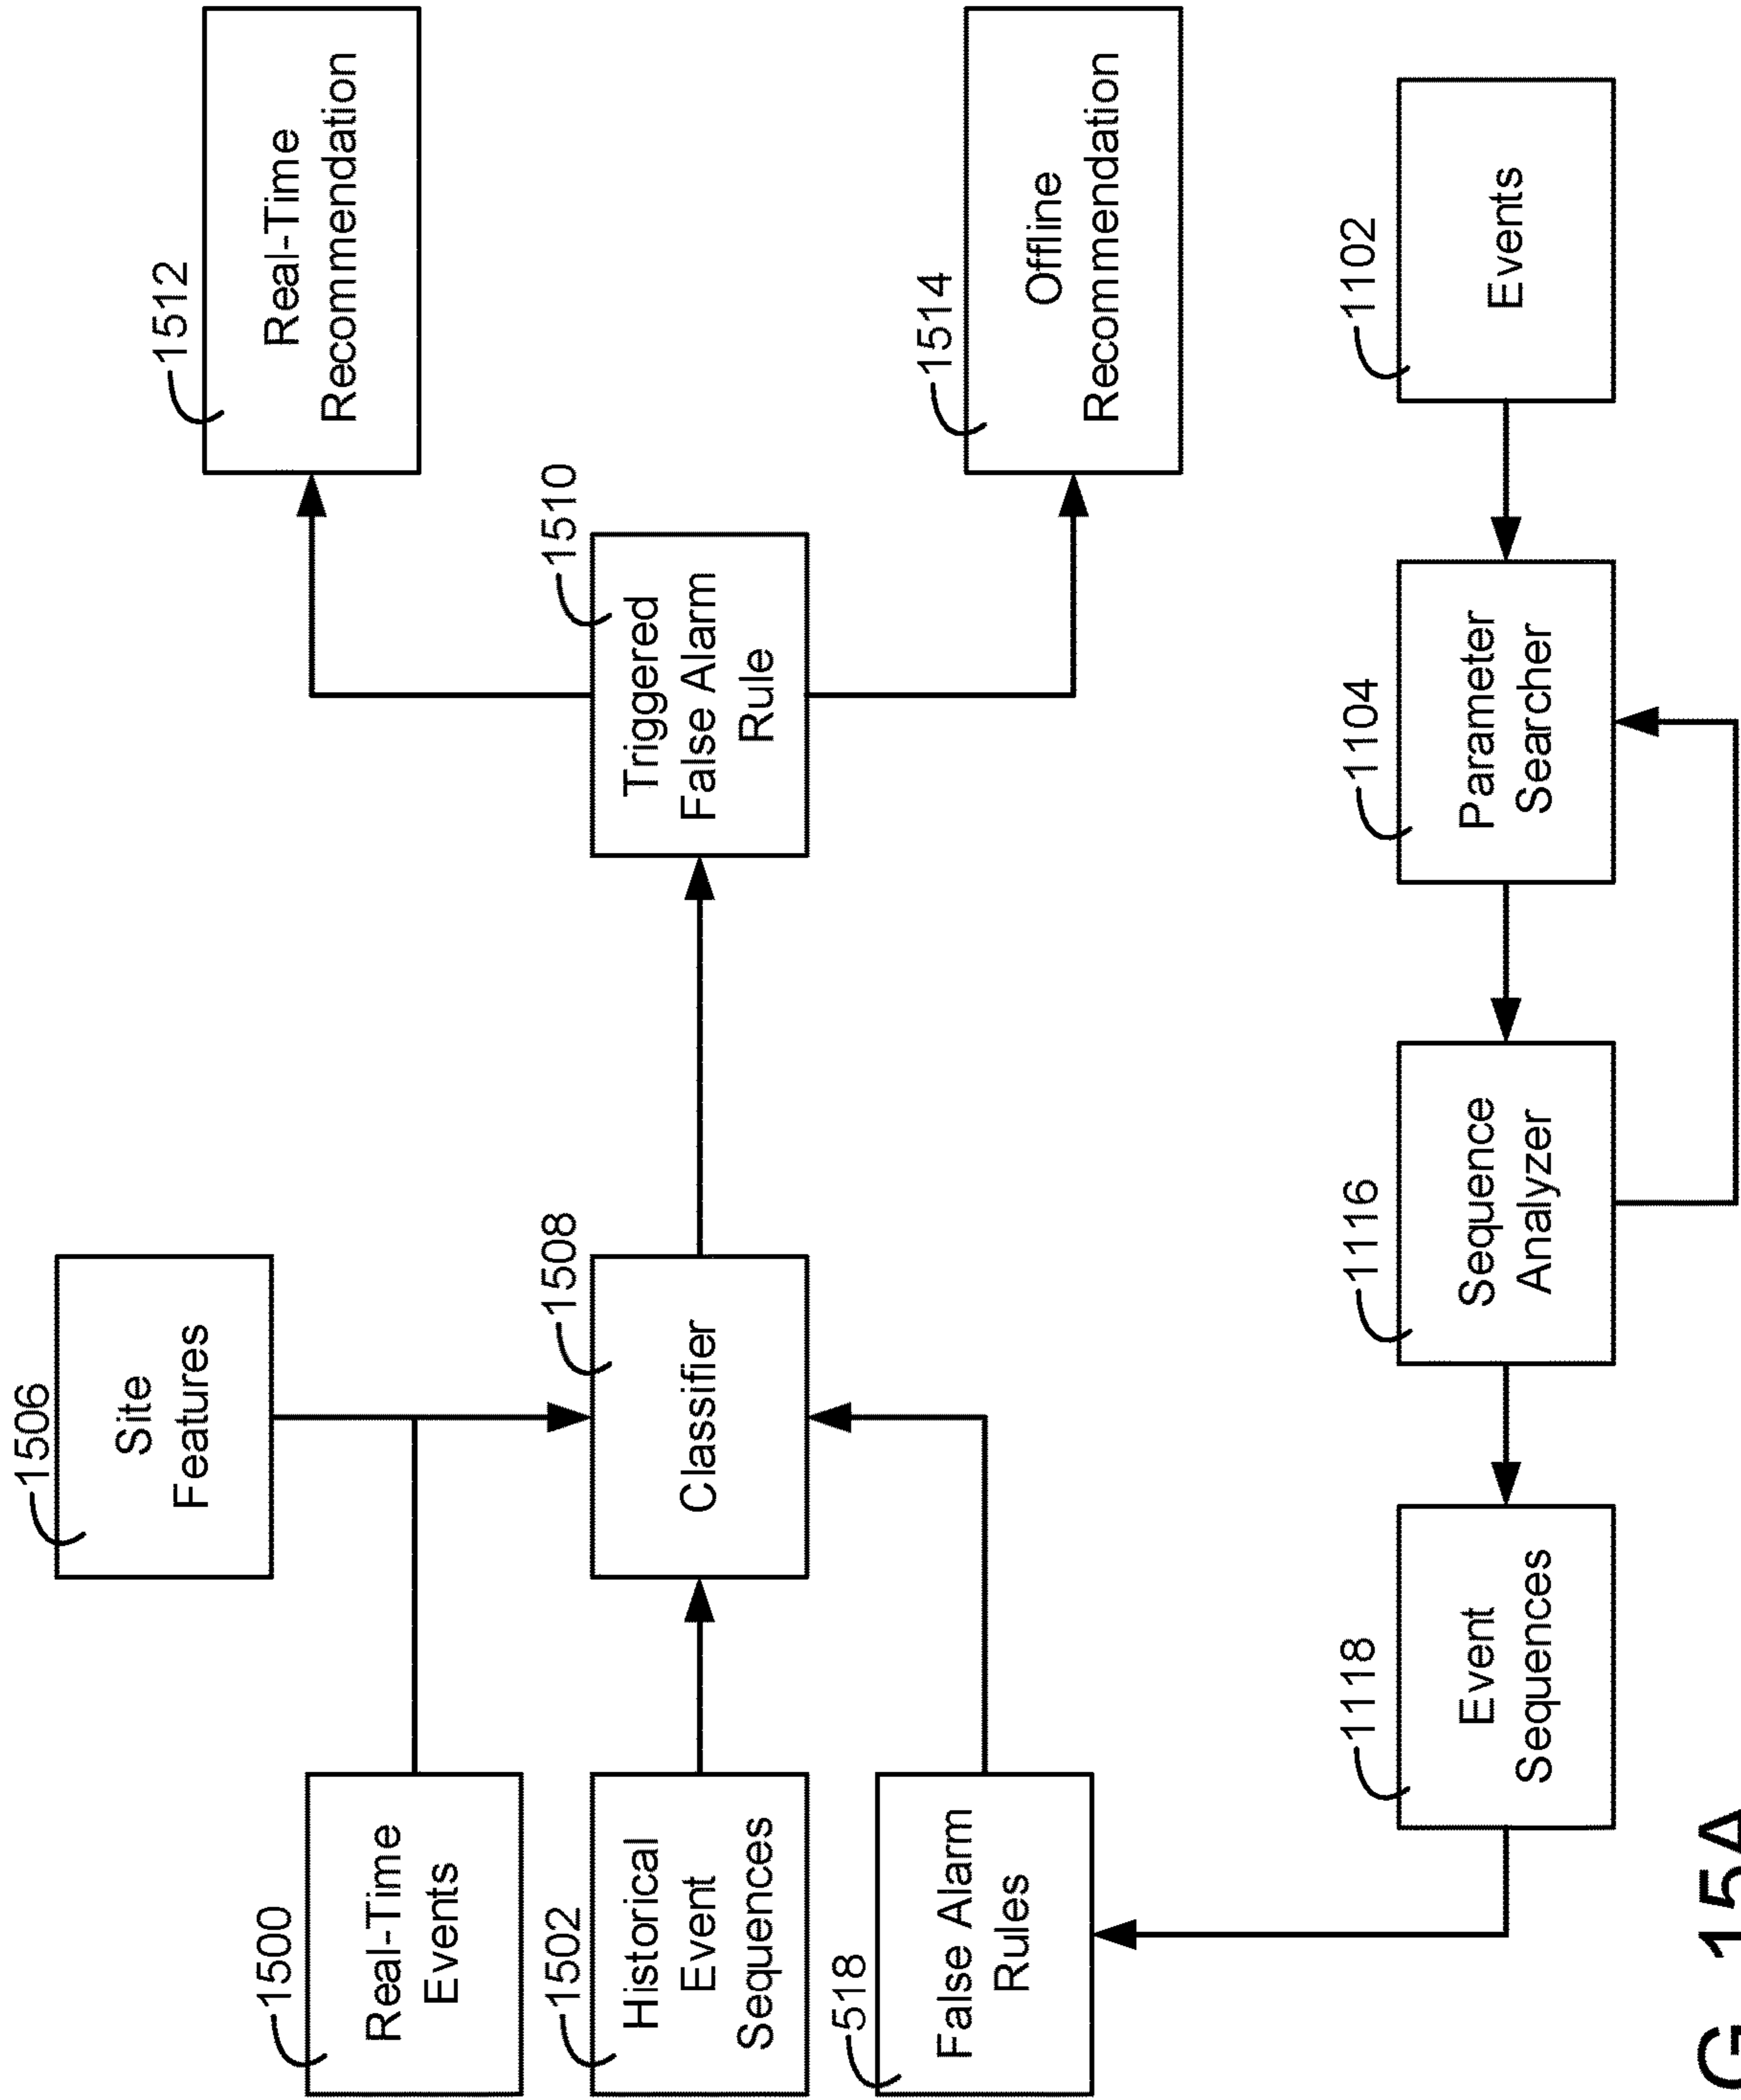 1506
Site
Features
1512
Real-Time
Recommendation
1500
Real-Time
Events
1508
Classifier
1510
Triggered
False Alarm
Rule
1502
Historical
Event
Sequences
1514
Offline
Recommendation
518
False Alarm
Rules
1118
Event
Sequences
1116
Sequence
Analyzer
1104
Parameter
Searcher
1102
Events
G. 15A